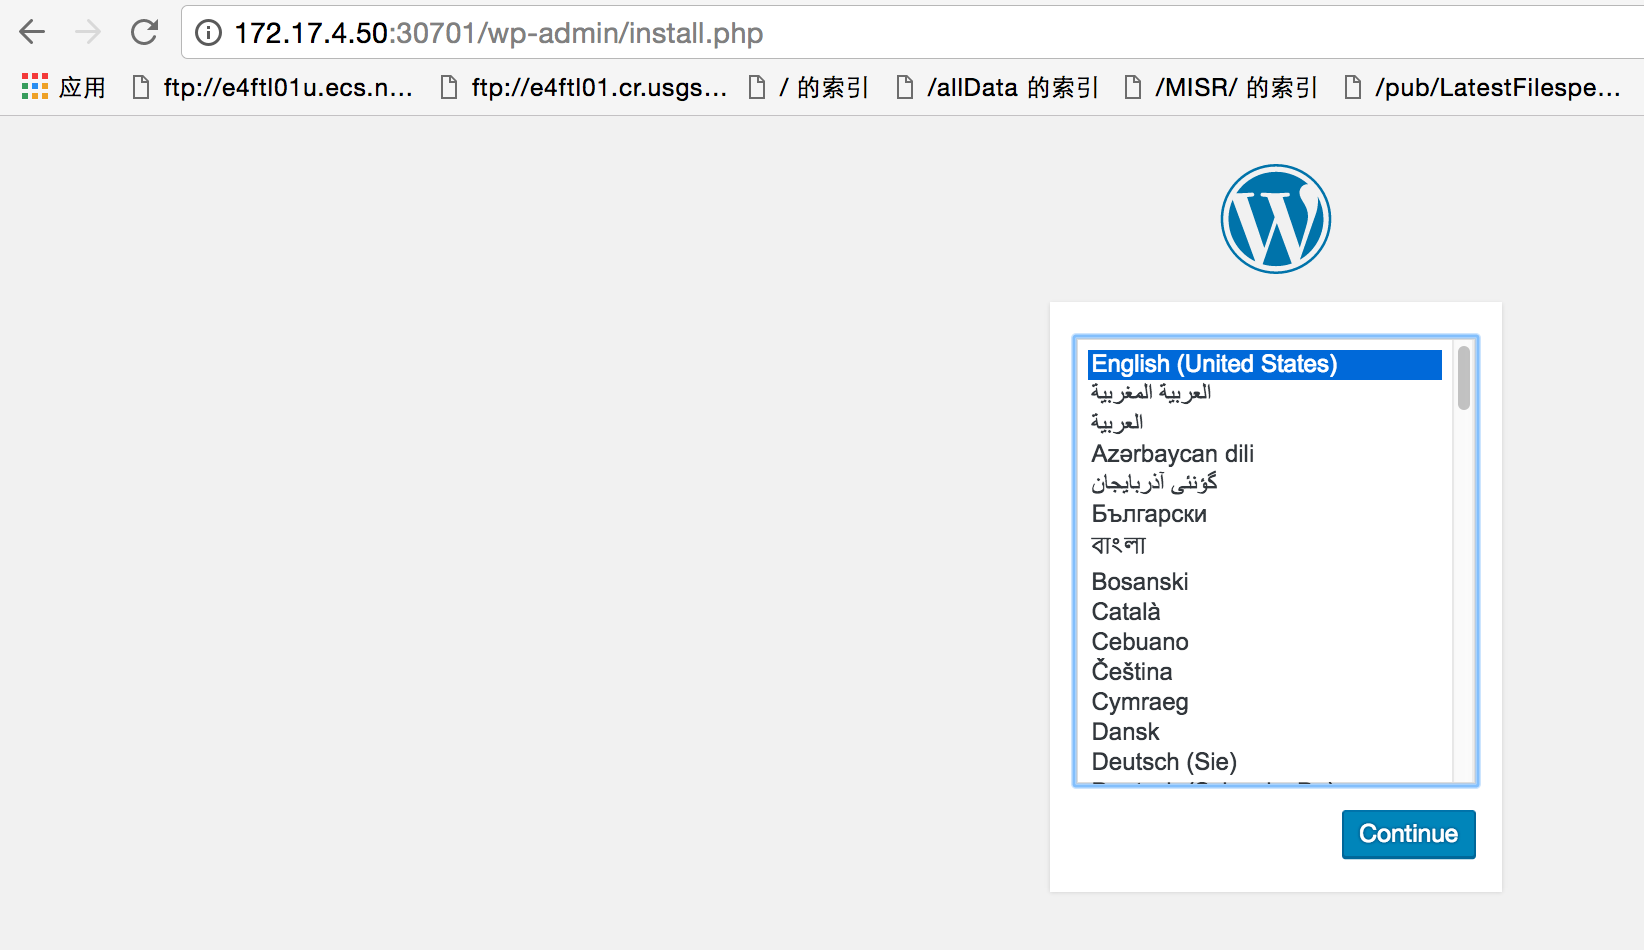 172.17.4.50:30701/wp-admin/install.php
应用 ftp://e4ftl01u.ecs.n... ftp://e4ftl01.cr.usgs... / 的索引 /allData 的索引 /MISR/ 的索引 /pub/LatestFilespe...
English (United States)
العربية المغربية
العربية
Azərbaycan dili
گؤنئی آذربایجان
Български
বাংলা
Bosanski
Català
Cebuano
Čeština
Cymraeg
Dansk
Deutsch (Sie)
Continue